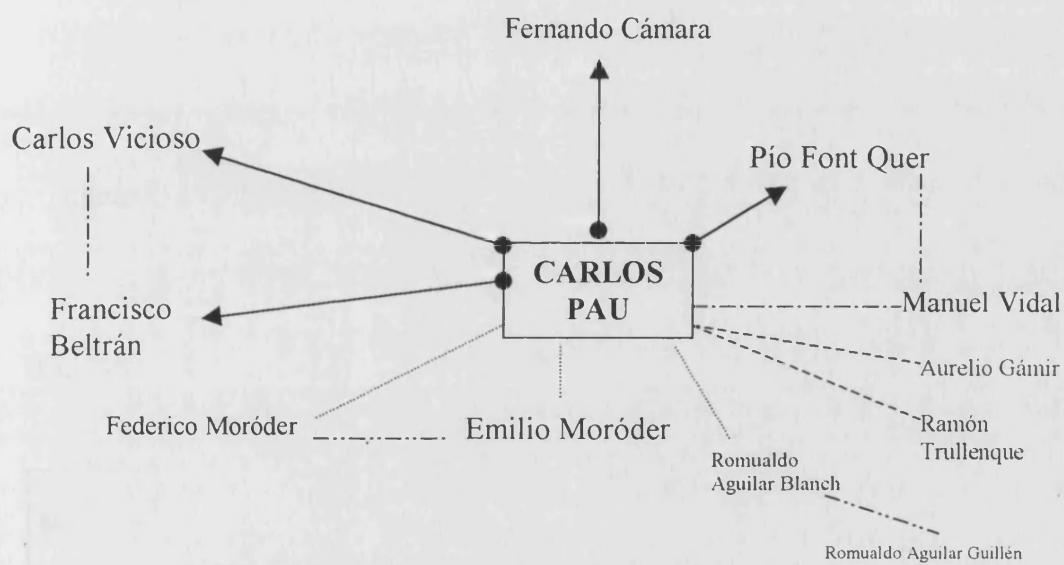 Fernando Cámara
Carlos Vicioso
Pío Font Quer
CARLOS
PAU
Francisco
Beltrán
Manuel Vidal
Aurelio Gámir
Federico Moróder
Emilio Moróder
Ramón
Trullenque
Romualdo
Aguilar Blanch
Romualdo Aguilar Guillén